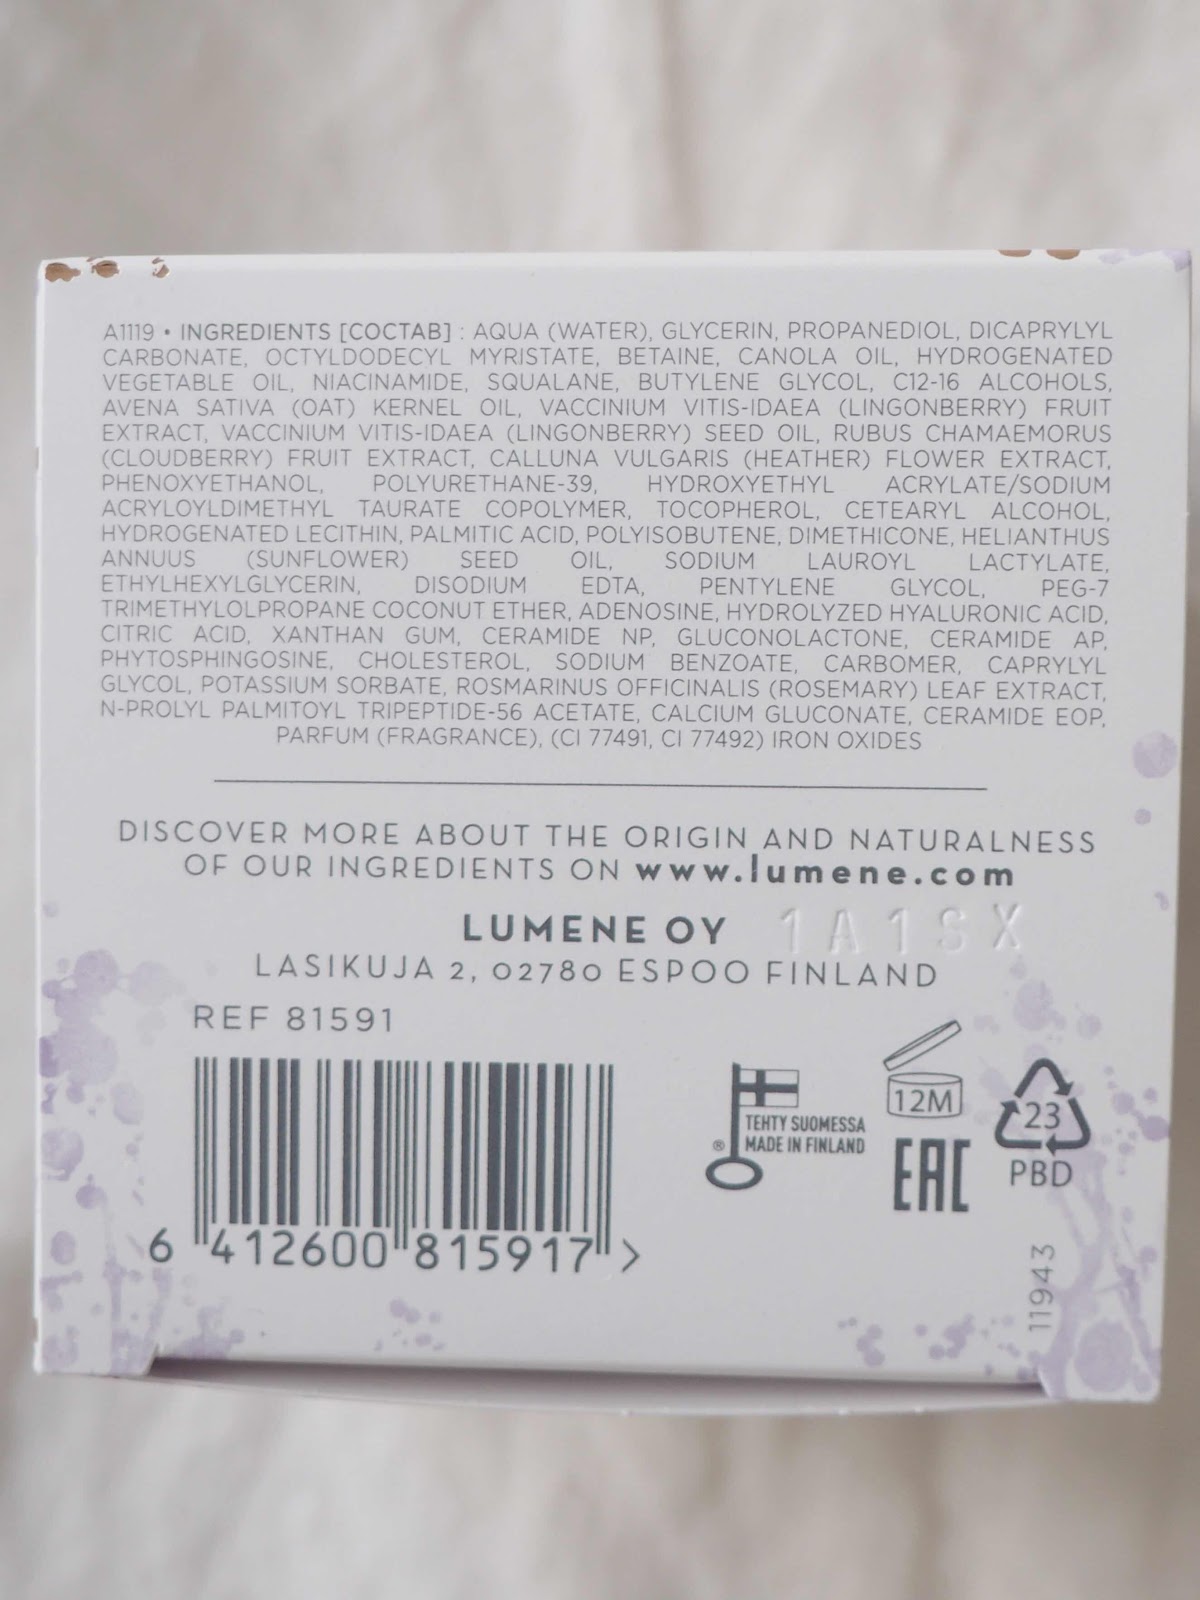 A1119 • INGREDIENTS [COCTAB] : AQUA (WATER), GLYCERIN, PROPANEDIOL, DICAPRYLYL
CARBONATE, OCTYLDODECYL MYRISTATE, BETAINE, CANOLA OIL, HYDROGENATED
VEGETABLE OIL, NIACINAMIDE, SQUALANE, BUTYLENE GLYCOL, C12-16 ALCOHOLS,
AVENA SATIVA (OAT) KERNEL OIL, VACCINIUM VITIS-IDAEA (LINGONBERRY) FRUIT
EXTRACT, VACCINIUM VITIS-IDAEA (LINGONBERRY) SEED OIL, RUBUS CHAMAEMORUS
(CLOUDBERRY) FRUIT EXTRACT, CALLUNA VULGARIS (HEATHER) FLOWER EXTRACT,
PHENOXYETHANOL, POLYURETHANE-39, HYDROXYETHYL ACRYLATE/SODIUM
ACRYLOYLDIMETHYL TAURATE COPOLYMER, TOCOPHEROL, CETEARYL ALCOHOL,
HYDROGENATED LECITHIN, PALMITIC ACID, POLYISOBUTENE, DIMETHICONE, HELIANTHUS
ANNUUS (SUNFLOWER) SEED OIL, SODIUM LAUROYL LACTYLATE,
ETHYLHEXYLGLYCERIN, DISODIUM EDTA, PENTYLENE GLYCOL, PEG-7
TRIMETHYLOLPROPANE COCONUT ETHER, ADENOSINE, HYDROLYZED HYALURONIC ACID,
CITRIC ACID, XANTHAN GUM, CERAMIDE NP, GLUCONOLACTONE, CERAMIDE AP,
PHYTOSPHINGOSINE, CHOLESTEROL, SODIUM BENZOATE, CARBOMER, CAPRYLYL
GLYCOL, POTASSIUM SORBATE, ROSMARINUS OFFICINALIS (ROSEMARY) LEAF EXTRACT,
N-PROLYL PALMITOYL TRIPEPTIDE-56 ACETATE, CALCIUM GLUCONATE, CERAMIDE EOP,
PARFUM (FRAGRANCE), (CI 77491, CI 77492) IRON OXIDES
DISCOVER MORE ABOUT THE ORIGIN AND NATURALNESS
OF OUR INGREDIENTS ON www.lumene.com
LUMENE OY 1A1SX
LASIKUJA 2, 02780 ESPOO FINLAND
REF 81591
6 412600 815917 >
TEHTY SUOMESSA
® MADE IN FINLAND
12M
EAC
23
PBD
11943